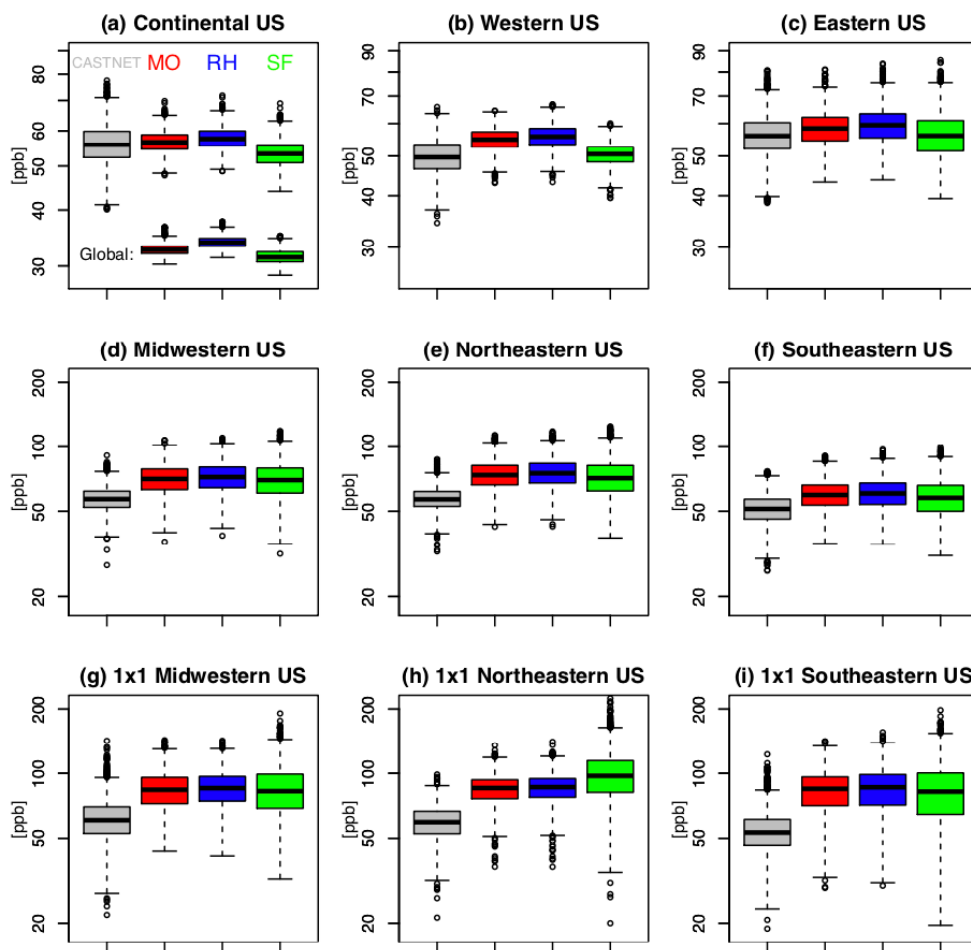 (a) Continental US
(b) Western US
(c) Eastern US
CASTNET MO RH SF
[ppb]
80
60
50
40
30
Global:
[ppb]
90
70
50
40
30
[ppb]
90
70
50
40
30
(d) Midwestern US
(e) Northeastern US
(f) Southeastern US
[ppb]
200
100
50
20
[ppb]
200
100
50
20
[ppb]
200
100
50
20
(g) 1x1 Midwestern US
(h) 1x1 Northeastern US
(i) 1x1 Southeastern US
[ppb]
200
100
50
20
[ppb]
200
100
50
20
[ppb]
200
100
50
20